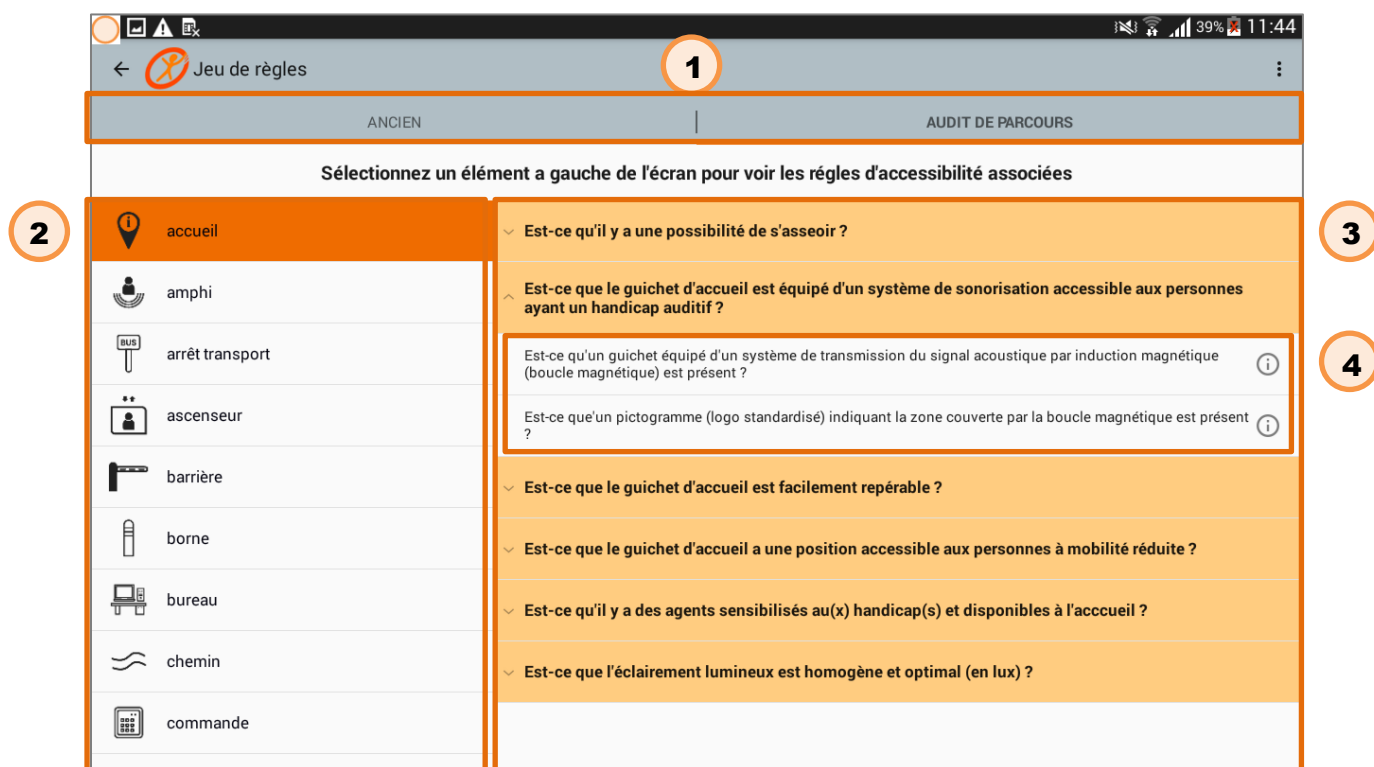 39% 11:44
Jeu de règles
1
ANCIEN
AUDIT DE PARCOURS
Sélectionnez un élément a gauche de l'écran pour voir les régles d'accessibilité associées
2
accueil
amphi
BUS
arrêt transport
ascenseur
barrière
borne
bureau
chemin
commande
3
Est-ce qu'il y a une possibilité de s'asseoir ?
Est-ce que le guichet d'accueil est équipé d'un système de sonorisation accessible aux personnes
ayant un handicap auditif ?
4
Est-ce qu'un guichet équipé d'un système de transmission du signal acoustique par induction magnétique
(boucle magnétique) est présent ?
Est-ce que'un pictogramme (logo standardisé) indiquant la zone couverte par la boucle magnétique est présent
?
Est-ce que le guichet d'accueil est facilement repérable ?
Est-ce que le guichet d'accueil a une position accessible aux personnes à mobilité réduite ?
Est-ce qu'il y a des agents sensibilisés au(x) handicap(s) et disponibles à l'acccueil ?
Est-ce que l'éclairement lumineux est homogène et optimal (en lux) ?